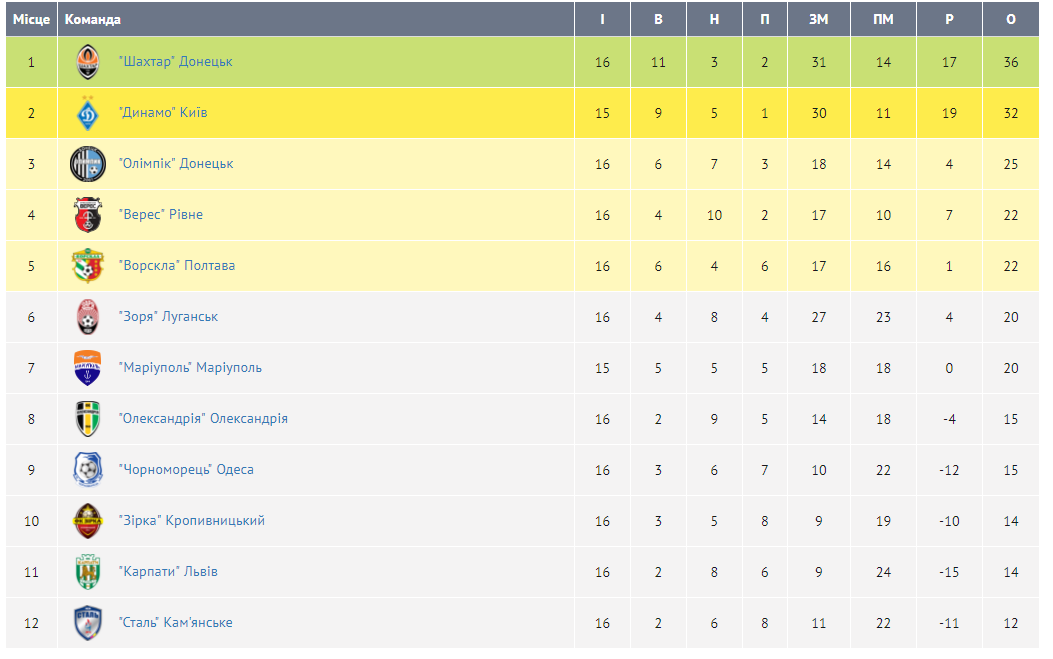 Місце Команда І В Н П ЗМ ПМ Р О
1 "Шахтар" Донецьк 16 11 3 2 31 14 17 36
2 "Динамо" Київ 15 9 5 1 30 11 19 32
3 "Олімпік" Донецьк 16 6 7 3 18 14 4 25
4 "Верес" Рівне 16 4 10 2 17 10 7 22
5 "Ворскла" Полтава 16 6 4 6 17 16 1 22
6 "Зоря" Луганськ 16 4 8 4 27 23 4 20
7 "Маріуполь" Маріуполь 15 5 5 5 18 18 0 20
8 "Олександрія" Олександрія 16 2 9 5 14 18 -4 15
9 "Чорноморець" Одеса 16 3 6 7 10 22 -12 15
10 "Зірка" Кропивницький 16 3 5 8 9 19 -10 14
11 "Карпати" Львів 16 2 8 6 9 24 -15 14
12 "Сталь" Кам'янське 16 2 6 8 11 22 -11 12